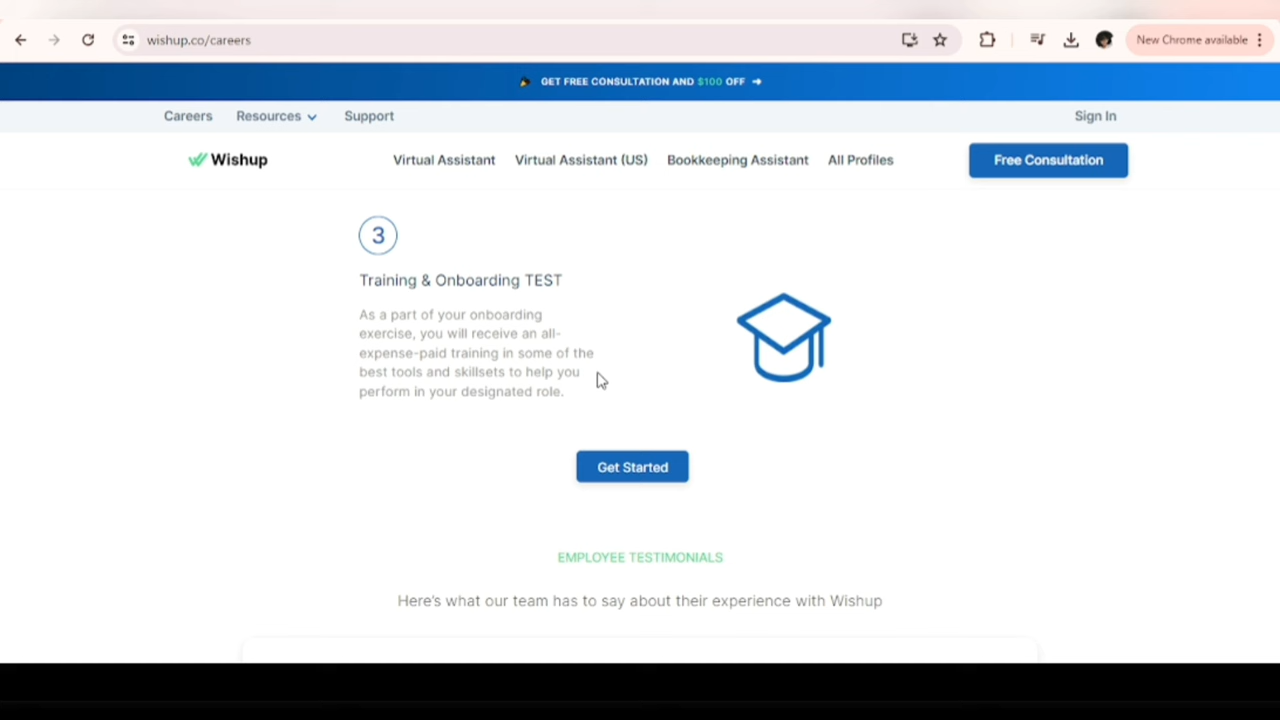 wishup.co/careers
New Chrome available
GET FREE CONSULTATION AND $100 OFF →
Careers Resources Support Sign In
Wishup Virtual Assistant Virtual Assistant (US) Bookkeeping Assistant All Profiles Free Consultation
3
Training & Onboarding TEST
As a part of your onboarding
exercise, you will receive an all-
expense-paid training in some of the
best tools and skillsets to help you
perform in your designated role.
Get Started
EMPLOYEE TESTIMONIALS
Here's what our team has to say about their experience with Wishup